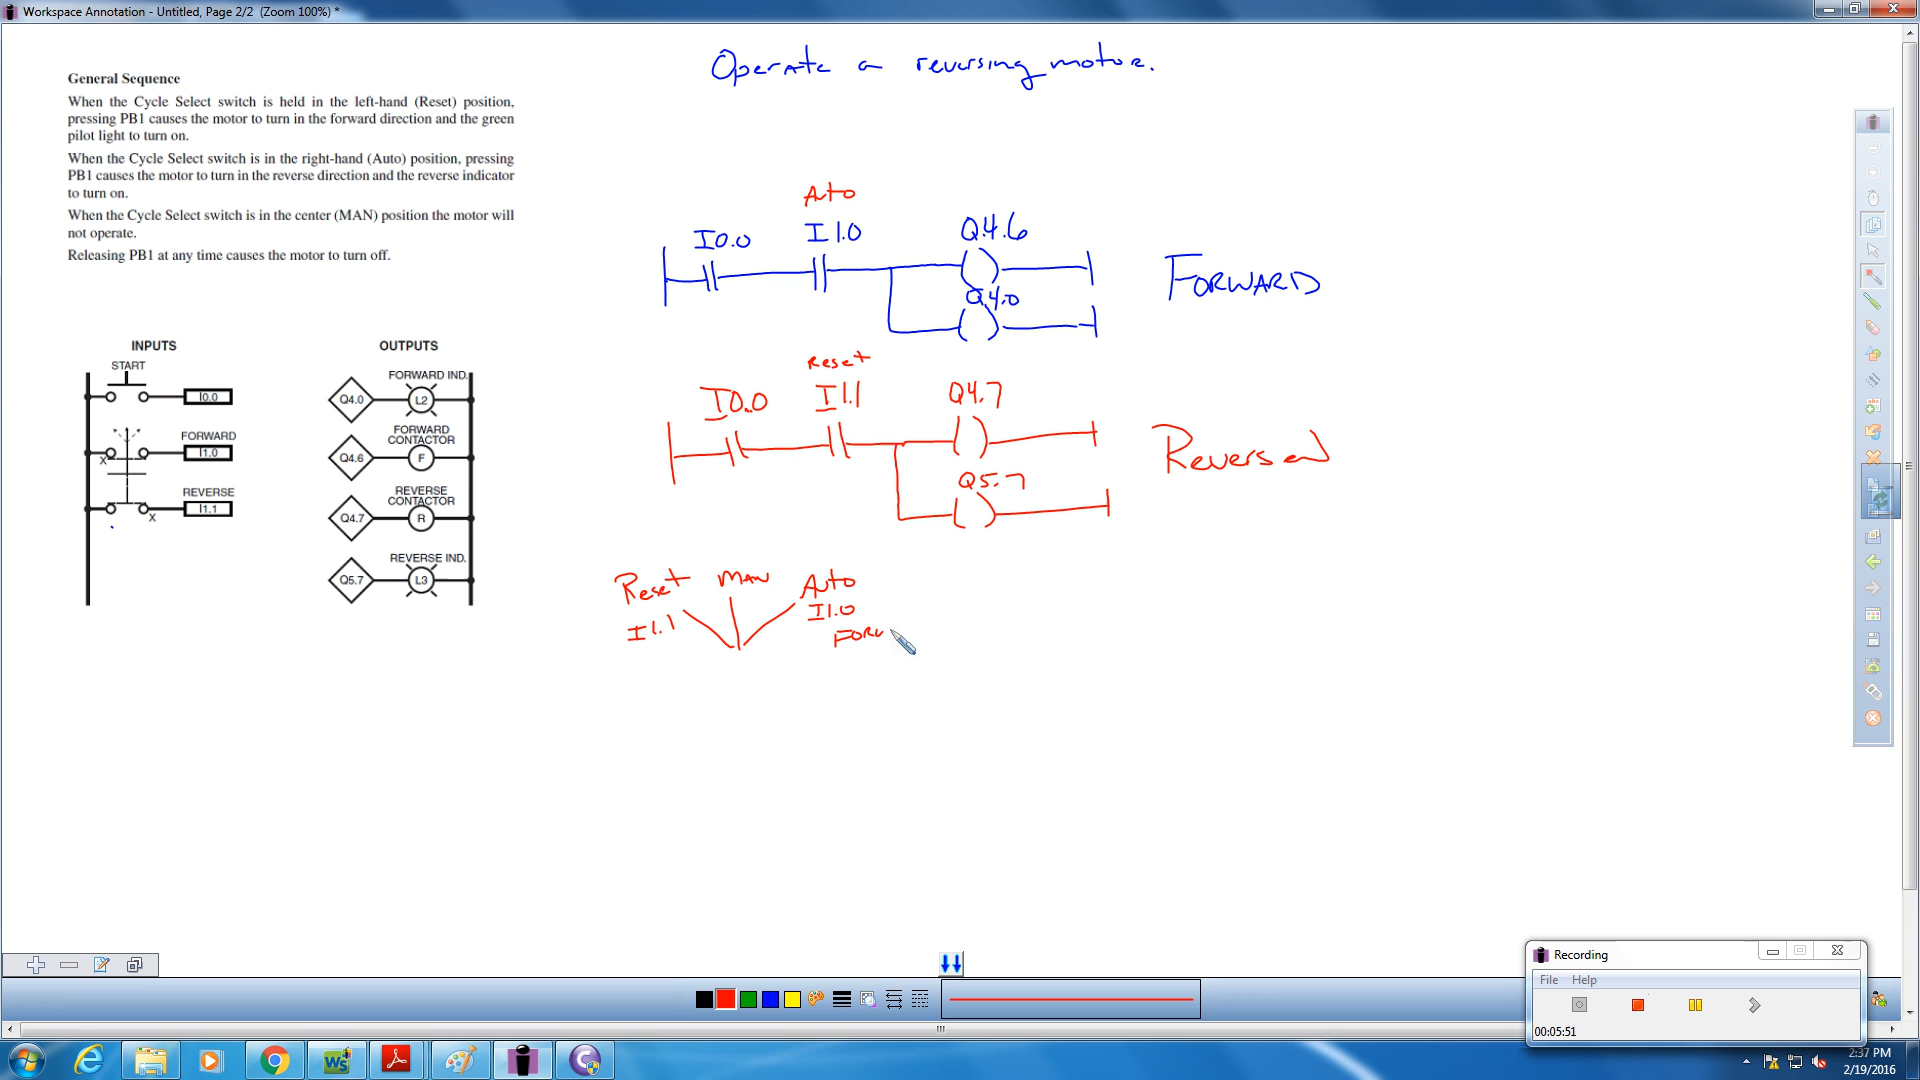 Workspace Annotation - Untitled, Page 2/2 (Zoom 100%) *
Operate a reversing motor.
General Sequence
When the Cycle Select switch is held in the left-hand (Reset) position,
pressing PB1 causes the motor to turn in the forward direction and the green
pilot light to turn on.
When the Cycle Select switch is in the right-hand (Auto) position, pressing
PB1 causes the motor to turn in the reverse direction and the reverse indicator
to turn on.
When the Cycle Select switch is in the center (MAN) position the motor will
not operate.
Releasing PB1 at any time causes the motor to turn off.
Auto
I0.0 I1.0 Q4.6
FORWARD
Q4.0
Reset
I0.0 I1.1 Q4.7
Q5.7
INPUTS
START
I0.0
FORWARD
X
I1.0
REVERSE
I1.1
X
OUTPUTS
FORWARD IND.
Q4.0 L2
FORWARD
CONTACTOR
Q4.6 F
REVERSE
CONTACTOR
Q4.7 R
REVERSE IND.
Q5.7 L3
Reset MAN Auto
I1.1 I1.0
Recording
File Help
00:05:51
2:37 PM
2/19/2016